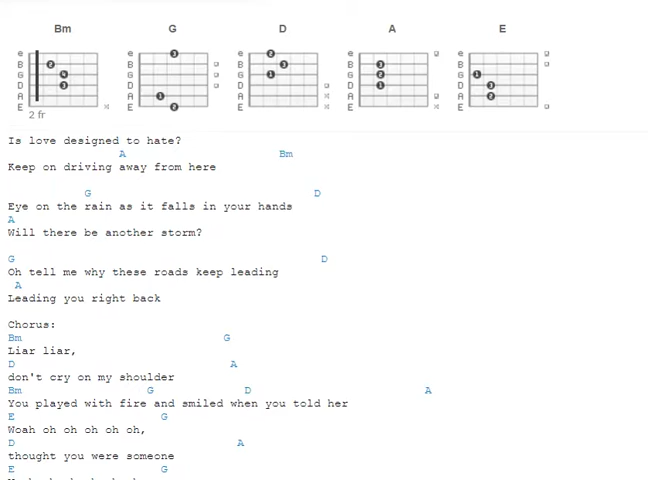 Bm G D A E
e e e e e
B B B B B
G G G G G
D D D D D
A A A A A
E E E E E
2 fr
Is love designed to hate?
A Bm
Keep on driving away from here
G D
Eye on the rain as it falls in your hands
A
Will there be another storm?
G D
Oh tell me why these roads keep leading
A
Leading you right back
Chorus:
Bm G
Liar liar,
D A
don't cry on my shoulder
Bm G D A
You played with fire and smiled when you told her
E G
Woah oh oh oh oh oh,
D A
thought you were someone
E G